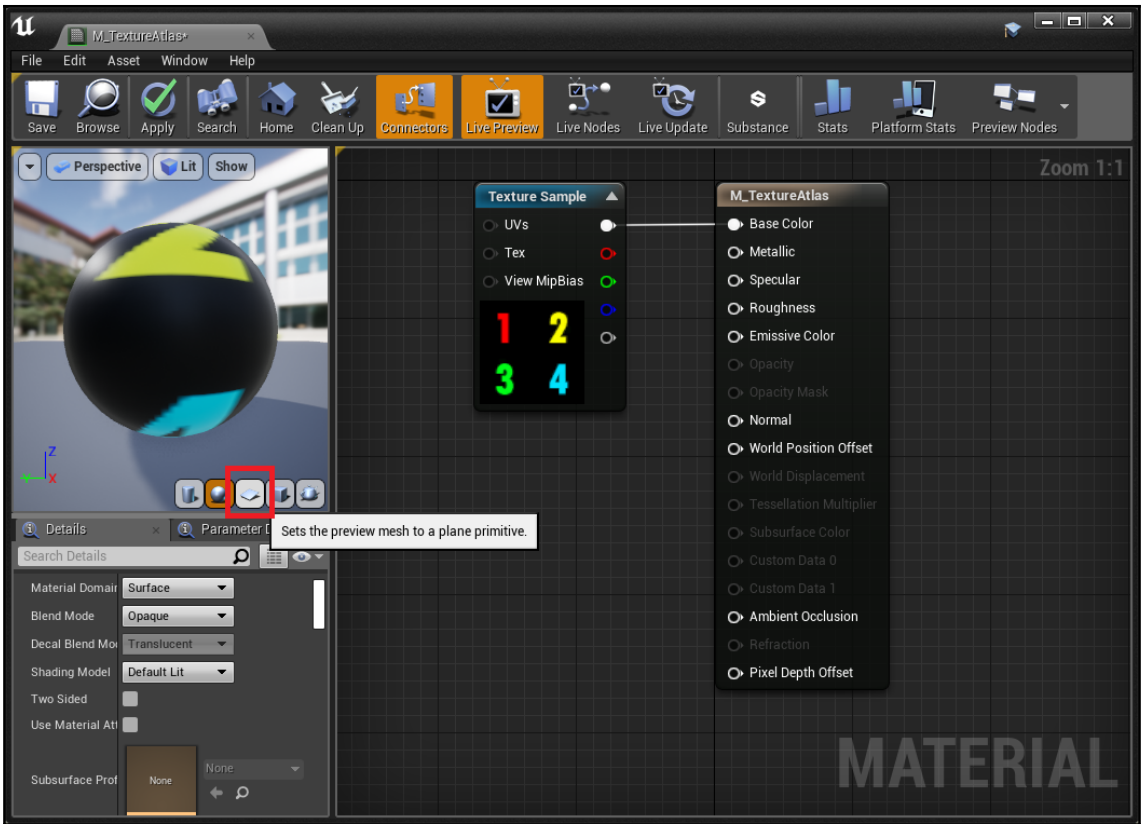 M_TextureAtlas*
File Edit Asset Window Help
Save Browse Apply Search Home Clean Up Connectors Live Preview Live Nodes Live Update Substance Stats Platform Stats Preview Nodes
Perspective Lit Show
Zoom 1:1
Texture Sample
UVs
Tex
View MipBias
1 2
3 4
M_TextureAtlas
Base Color
Metallic
Specular
Roughness
Emissive Color
Opacity
Opacity Mask
Normal
World Position Offset
World Displacement
Tessellation Multiplier
Subsurface Color
Custom Data 0
Custom Data 1
Ambient Occlusion
Refraction
Pixel Depth Offset
Z
Y X
Details Parameter D
Sets the preview mesh to a plane primitive.
Search Details
Material Domain Surface
Blend Mode Opaque
Decal Blend Mo Translucent
Shading Model Default Lit
Two Sided
Use Material Att
Subsurface Prof None None
MATERIAL